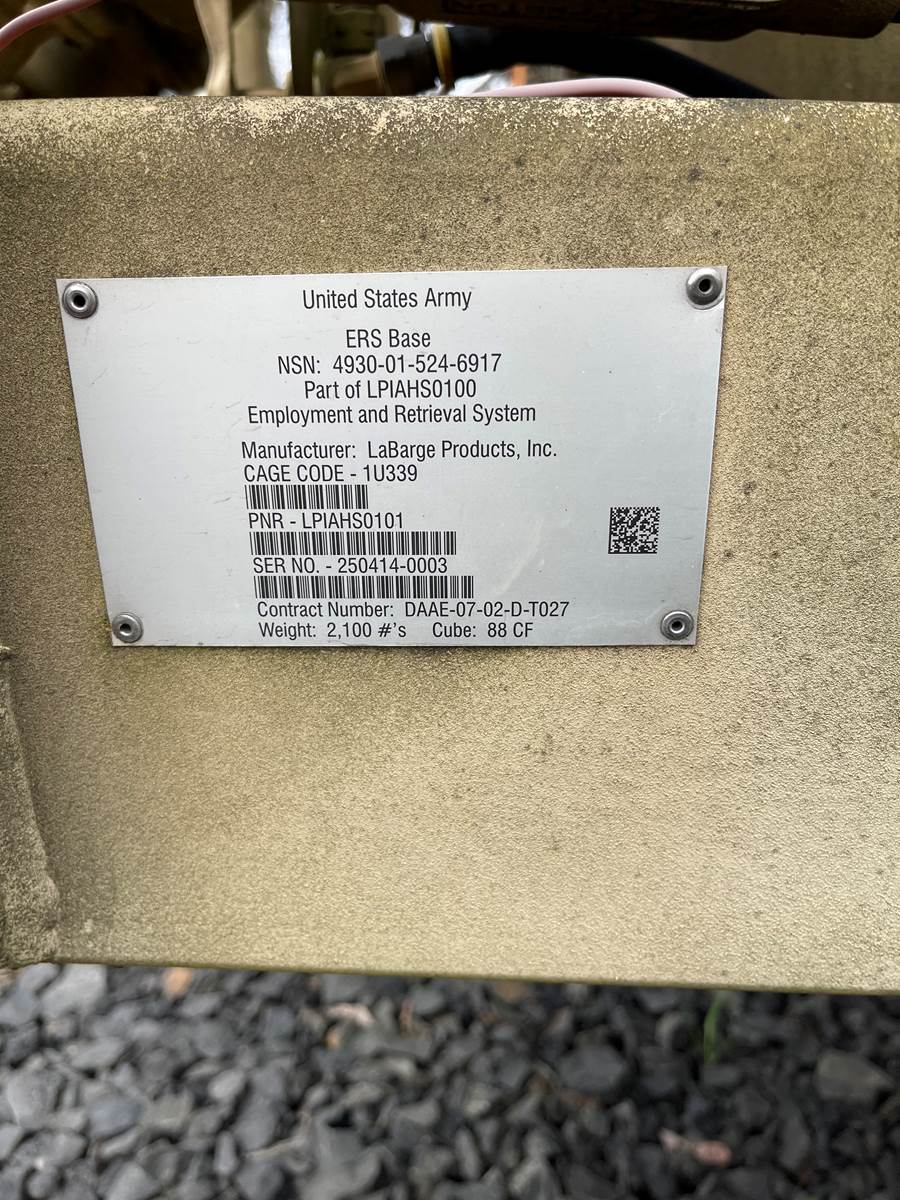 United States Army
ERS Base
NSN: 4930-01-524-6917
Part of LPIAHS0100
Employment and Retrieval System
Manufacturer: LaBarge Products, Inc.
CAGE CODE - 1U339
PNR - LPIAHS0101
SER NO. - 250414-0003
Contract Number: DAAE-07-02-D-T027
Weight: 2,100 #'s Cube: 88 CF